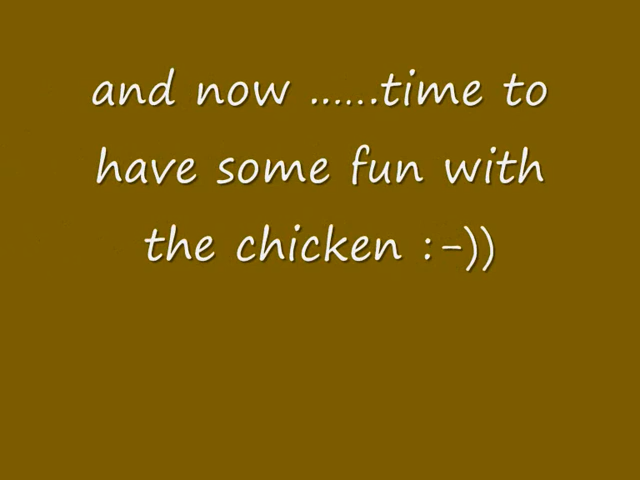 and now ......time to
have some fun with
the chicken :-))